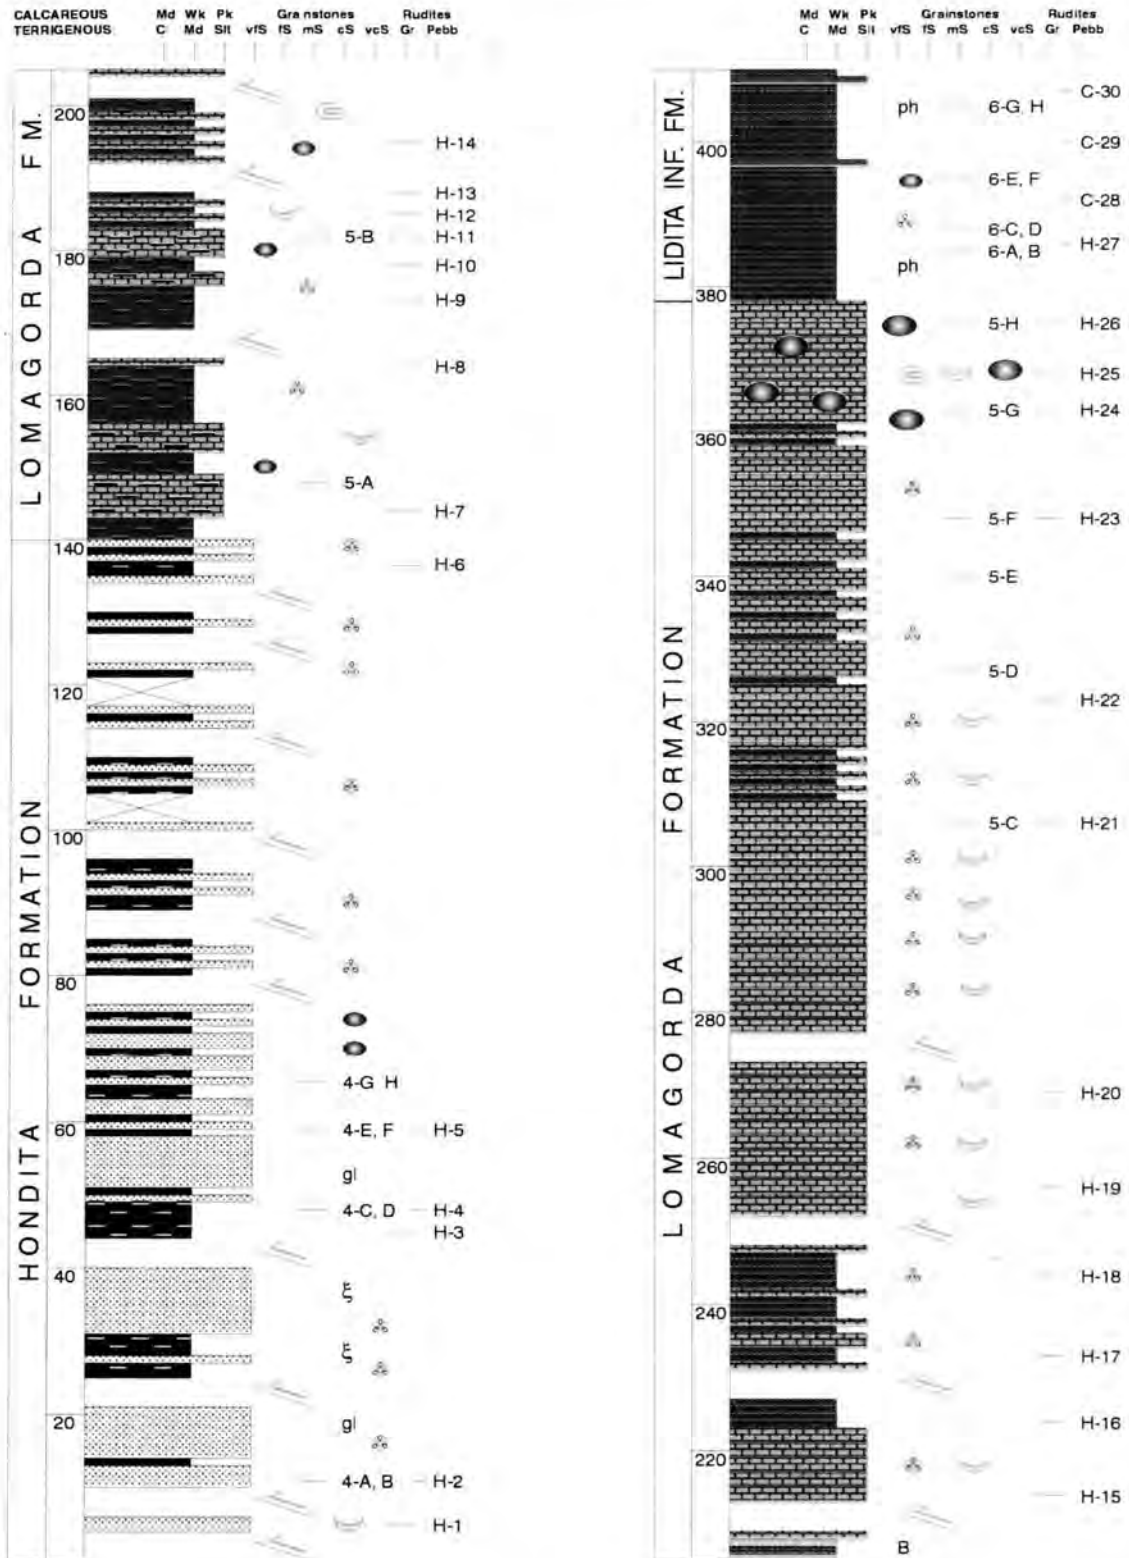 CALCAREOUS Md Wk Pk Grainstones Rudites
TERRIGENOUS C Md Slt vfS fS mS cS vcS Gr Pebb
LOMAGORDA FM.
HONDITA FORMATION
200
H-14
H-13
H-12
5-B H-11
180
H-10
H-9
H-8
160
5-A
H-7
140
H-6
120
100
80
4-G H
60
4-E, F H-5
gl
4-C, D H-4
H-3
40
ξ
ξ
20
gl
4-A, B H-2
H-1
Md Wk Pk Grainstones Rudites
C Md Slt vfS fS mS cS vcS Gr Pebb
LIDITA INF. FM.
LOMAGORDA FORMATION
C-30
ph 6-G, H
400
C-29
6-E, F
C-28
6-C, D
6-A, B H-27
ph
380
5-H H-26
H-25
5-G H-24
360
5-F H-23
340
5-E
5-D
H-22
320
5-C H-21
300
280
H-20
260
H-19
H-18
240
H-17
H-16
220
H-15
B